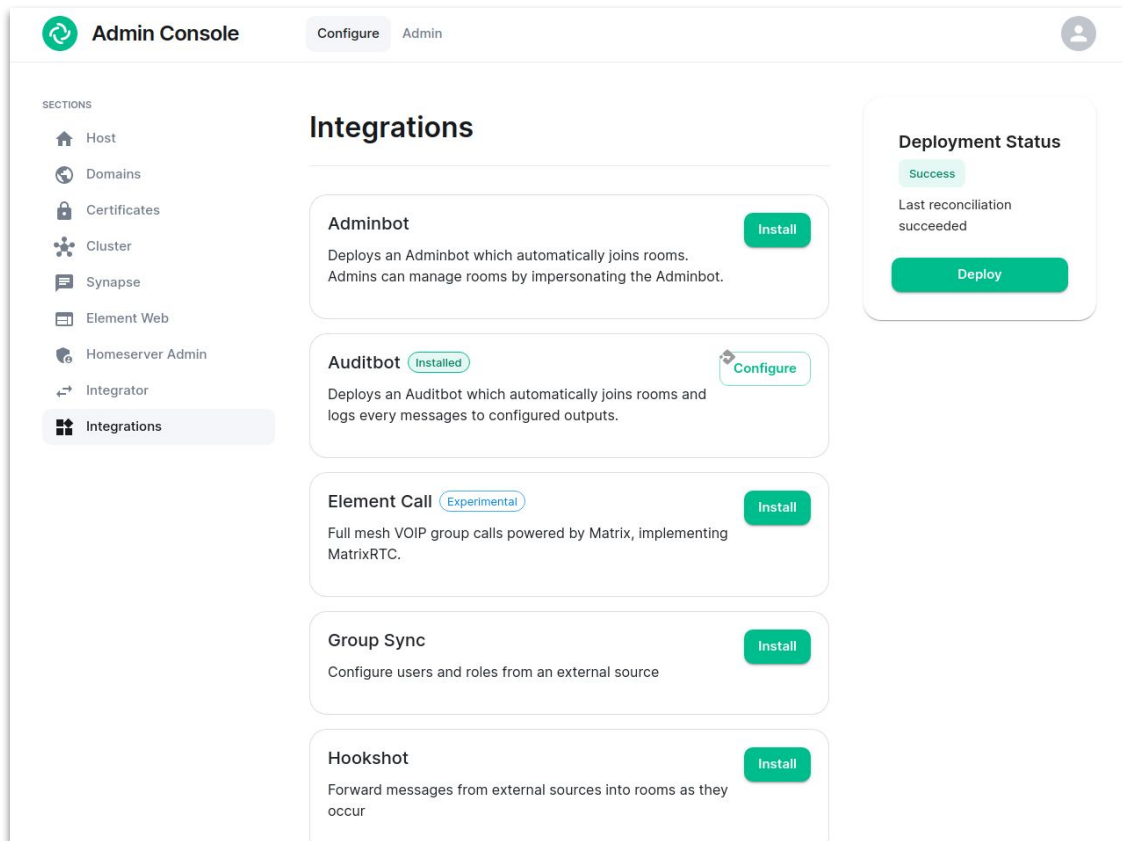 Admin Console
Configure
Admin
SECTIONS
Host
Domains
Certificates
Cluster
Synapse
Element Web
Homeserver Admin
Integrator
Integrations
Integrations
Adminbot
Install
Deploys an Adminbot which automatically joins rooms.
Admins can manage rooms by impersonating the Adminbot.
Auditbot Installed
Configure
Deploys an Auditbot which automatically joins rooms and
logs every messages to configured outputs.
Element Call Experimental
Install
Full mesh VOIP group calls powered by Matrix, implementing
MatrixRTC.
Group Sync
Install
Configure users and roles from an external source
Hookshot
Install
Forward messages from external sources into rooms as they
occur
Deployment Status
Success
Last reconciliation
succeeded
Deploy